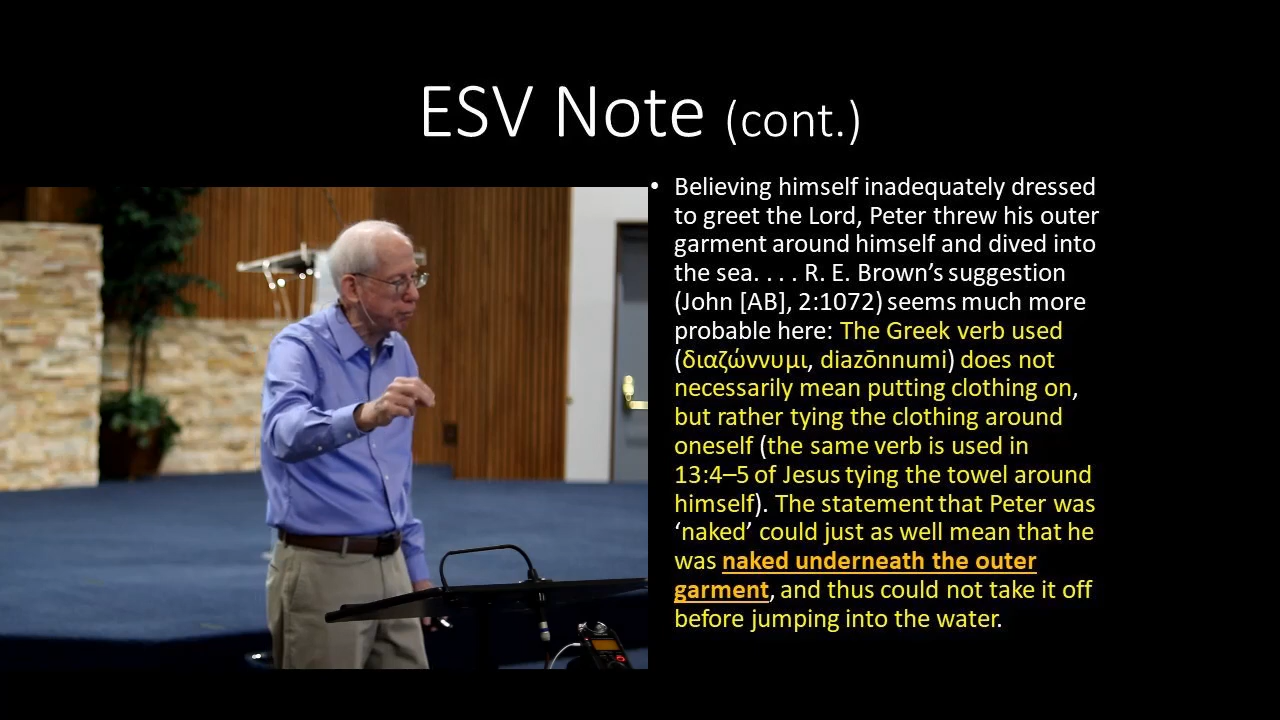 ESV Note (cont.)
• Believing himself inadequately dressed
to greet the Lord, Peter threw his outer
garment around himself and dived into
the sea. . . . R. E. Brown’s suggestion
(John [AB], 2:1072) seems much more
probable here: The Greek verb used
(διαζώννυμι, diazōnnumi) does not
necessarily mean putting clothing on,
but rather tying the clothing around
oneself (the same verb is used in
13:4–5 of Jesus tying the towel around
himself). The statement that Peter was
‘naked’ could just as well mean that he
was naked underneath the outer
garment, and thus could not take it off
before jumping into the water.